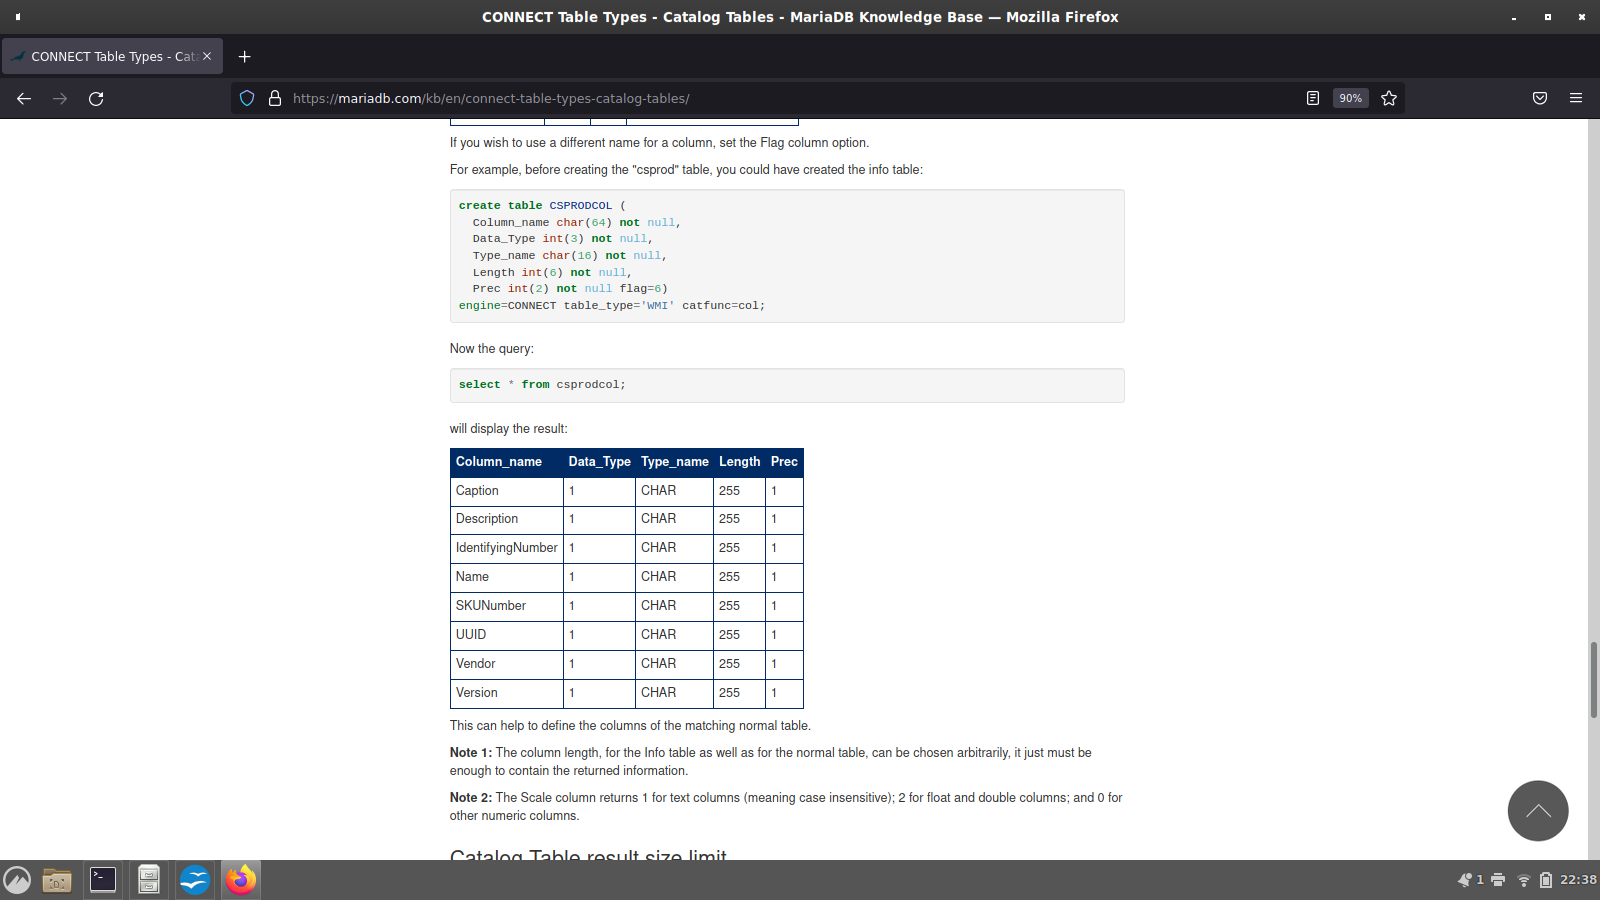 CONNECT Table Types - Catalog Tables - MariaDB Knowledge Base — Mozilla Firefox
CONNECT Table Types - Cat
https://mariadb.com/kb/en/connect-table-types-catalog-tables/
90%
If you wish to use a different name for a column, set the Flag column option.
For example, before creating the "csprod" table, you could have created the info table:
create table CSPRODCOL (
Column_name char(64) not null,
Data_Type int(3) not null,
Type_name char(16) not null,
Length int(6) not null,
Prec int(2) not null flag=6)
engine=CONNECT table_type='WMI' catfunc=col;
Now the query:
select * from csprodcol;
will display the result:
Column_name Data_Type Type_name Length Prec
Caption 1 CHAR 255 1
Description 1 CHAR 255 1
IdentifyingNumber 1 CHAR 255 1
Name 1 CHAR 255 1
SKUNumber 1 CHAR 255 1
UUID 1 CHAR 255 1
Vendor 1 CHAR 255 1
Version 1 CHAR 255 1
This can help to define the columns of the matching normal table.
Note 1: The column length, for the Info table as well as for the normal table, can be chosen arbitrarily, it just must be
enough to contain the returned information.
Note 2: The Scale column returns 1 for text columns (meaning case insensitive); 2 for float and double columns; and 0 for
other numeric columns.
Catalog Table result size limit
1
22:38